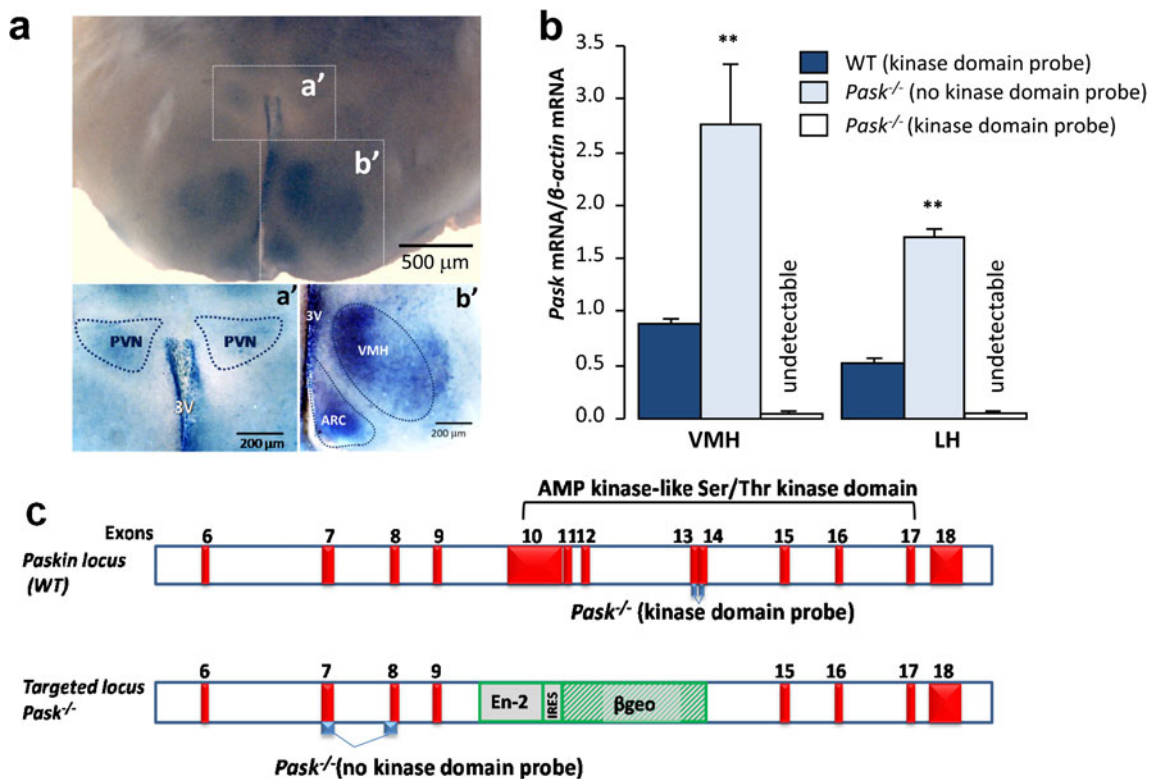 a
a'
b'
500 μm
a'
PVN
PVN
3V
200 μm
b'
3V
VMH
ARC
200 μm
b
Pask mRNA/β-actin mRNA
3.5
3.0
2.5
2.0
1.5
1.0
0.5
0.0
**
**
undetectable
undetectable
VMH
LH
WT (kinase domain probe)
Pask-/- (no kinase domain probe)
Pask-/- (kinase domain probe)
c
AMP kinase-like Ser/Thr kinase domain
Exons 6 7 8 9 10 11 12 13 14 15 16 17 18
Paskin locus
(WT)
Pask-/- (kinase domain probe)
6 7 8 9 15 16 17 18
Targeted locus
Pask-/-
En-2 IRES βgeo
Pask-/-(no kinase domain probe)